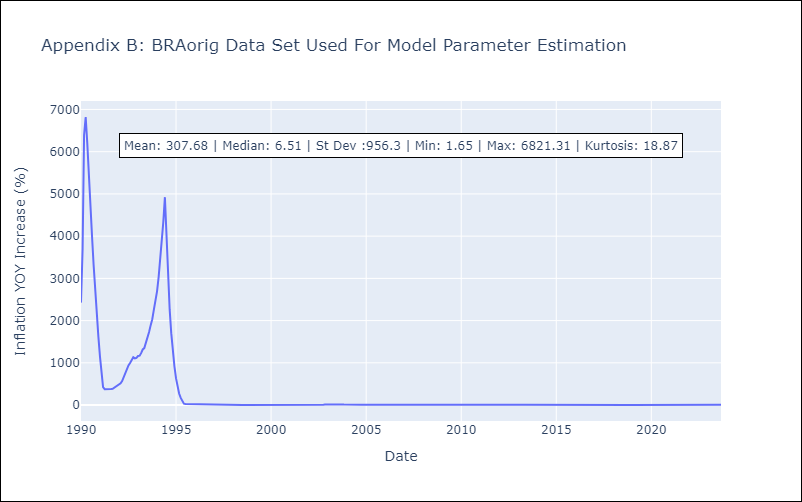 Appendix B: BRAorig Data Set Used For Model Parameter Estimation
7000
Mean: 307.68 | Median: 6.51 | St Dev :956.3 | Min: 1.65 | Max: 6821.31 | Kurtosis: 18.87
6000
5000
4000
3000
2000
1000
0
Inflation YOY Increase (%)
1990 1995 2000 2005 2010 2015 2020
Date